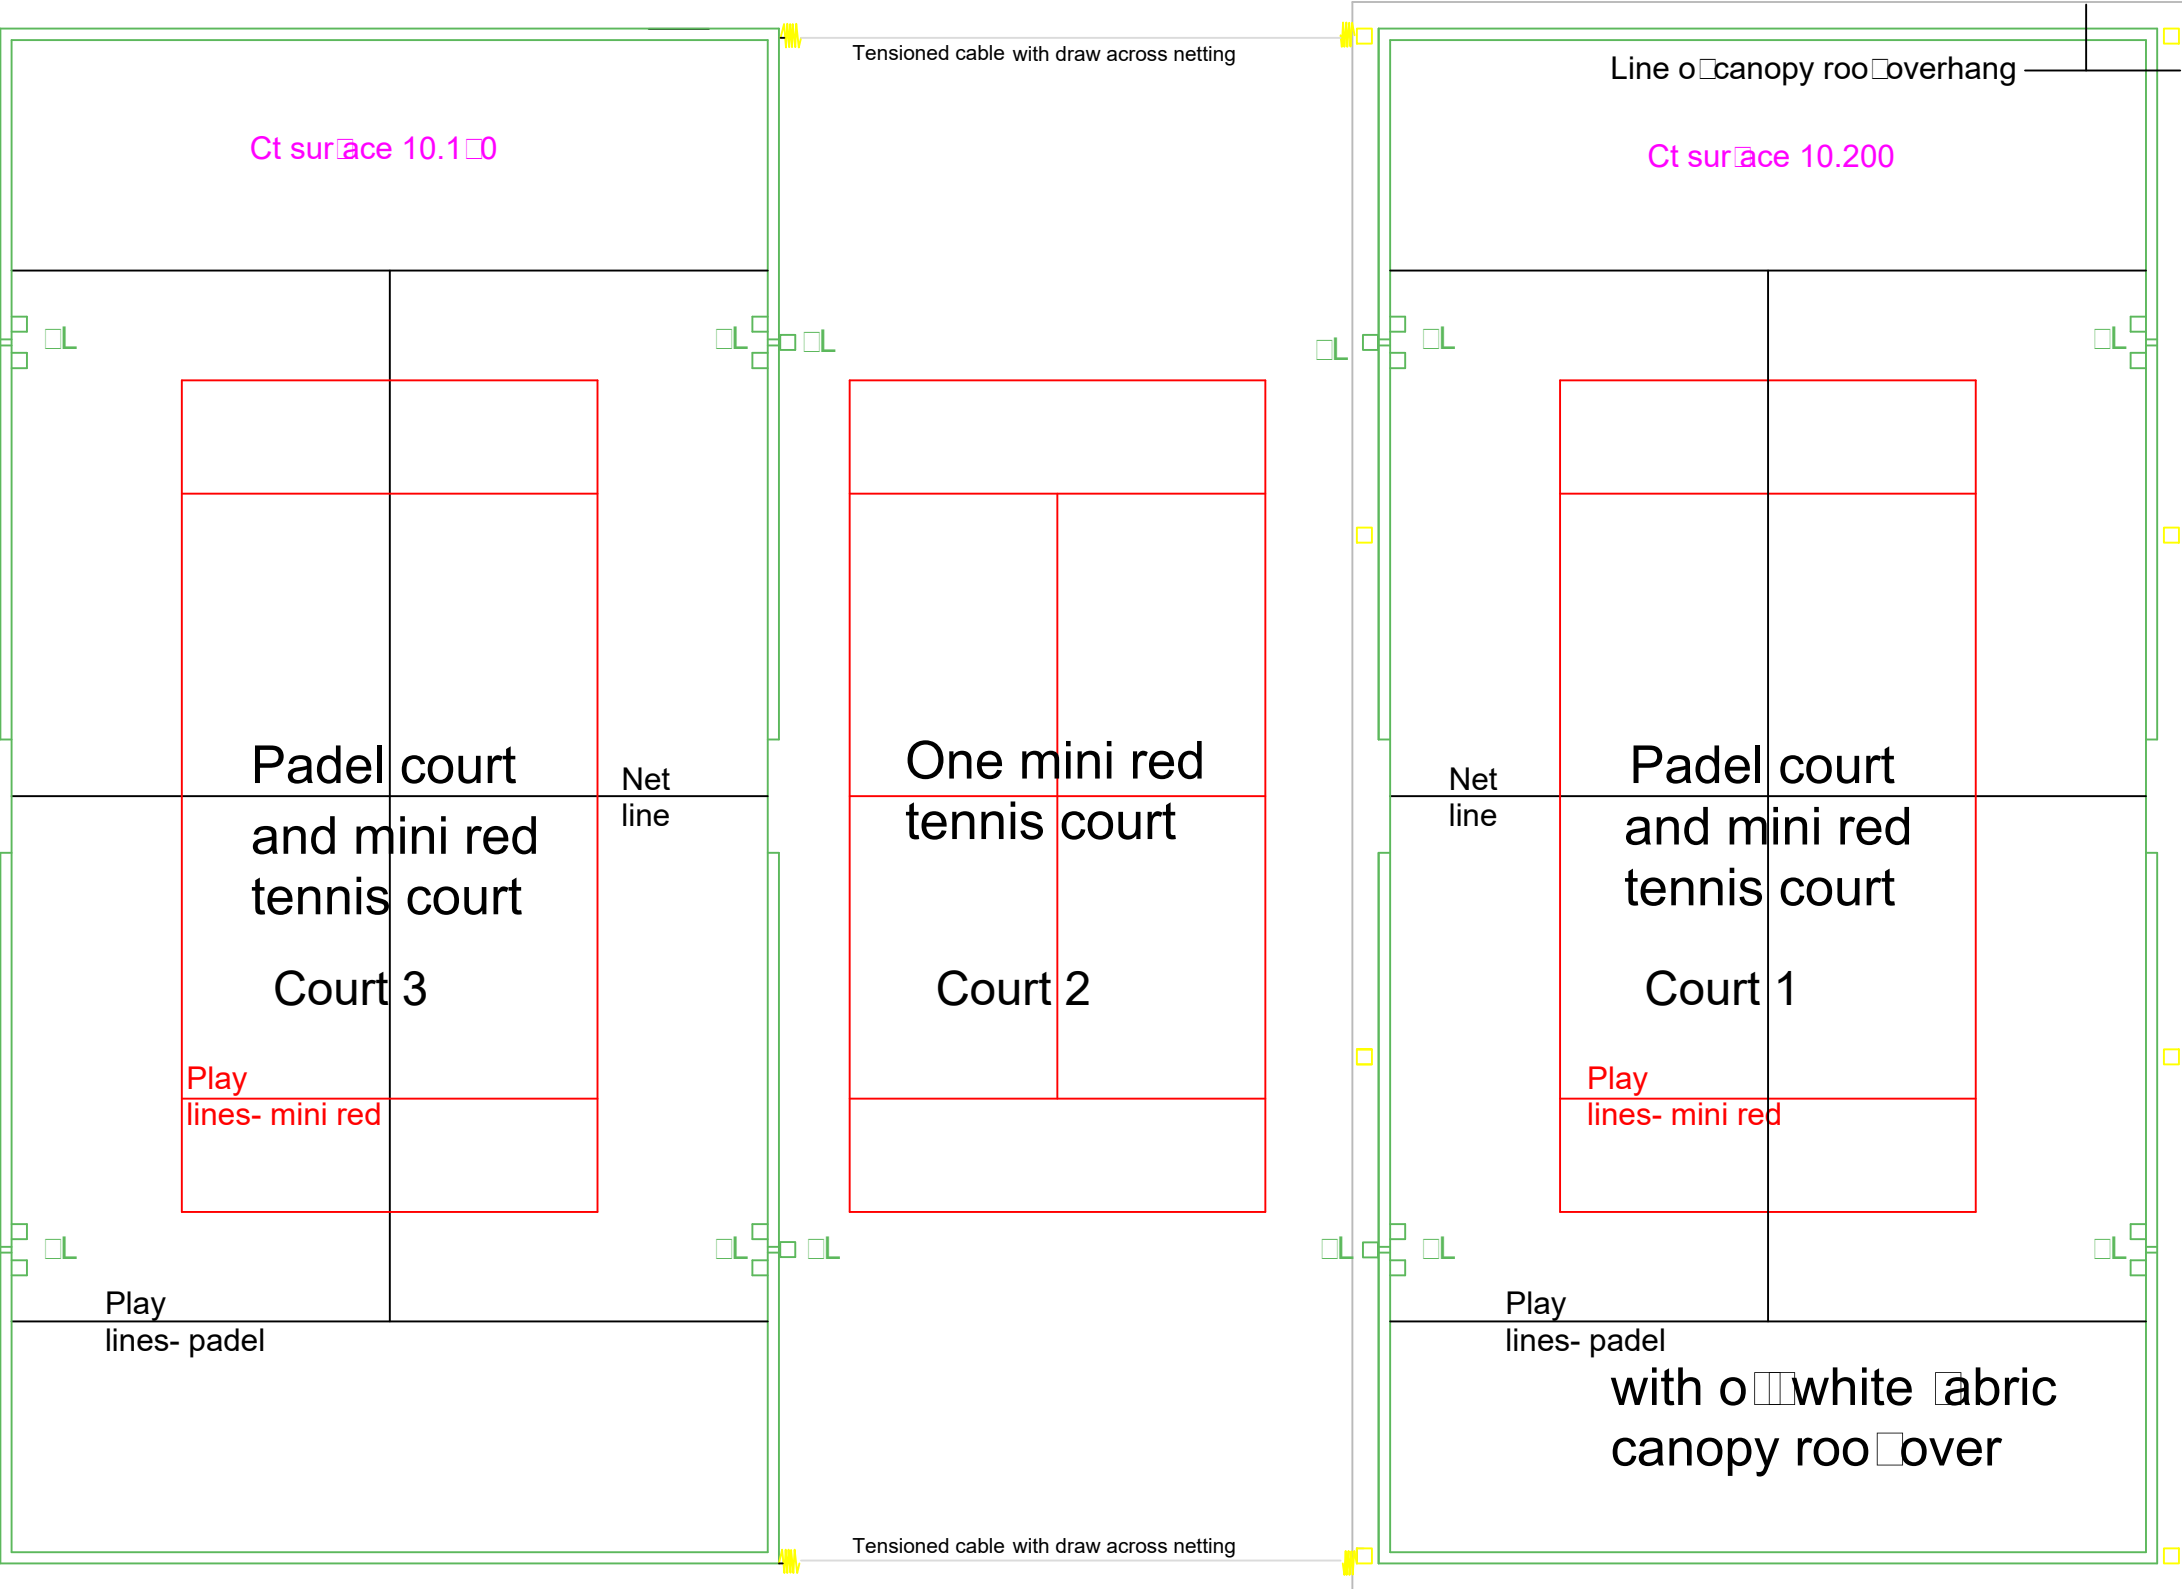 Tensioned cable with draw across netting
Line o□canopy roo□overhang
Ct sur□ace 10.1□0
Ct sur□ace 10.200
□L
□L
□L
□L
□L
□L
Padel court
and mini red
tennis court
Court 3
Net
line
One mini red
tennis court
Court 2
Net
line
Padel court
and mini red
tennis court
Court 1
Play
lines- mini red
Play
lines- mini red
□L
□L
□L
□L
□L
□L
Play
lines- padel
Play
lines- padel
with o□□white □abric
canopy roo□over
Tensioned cable with draw across netting